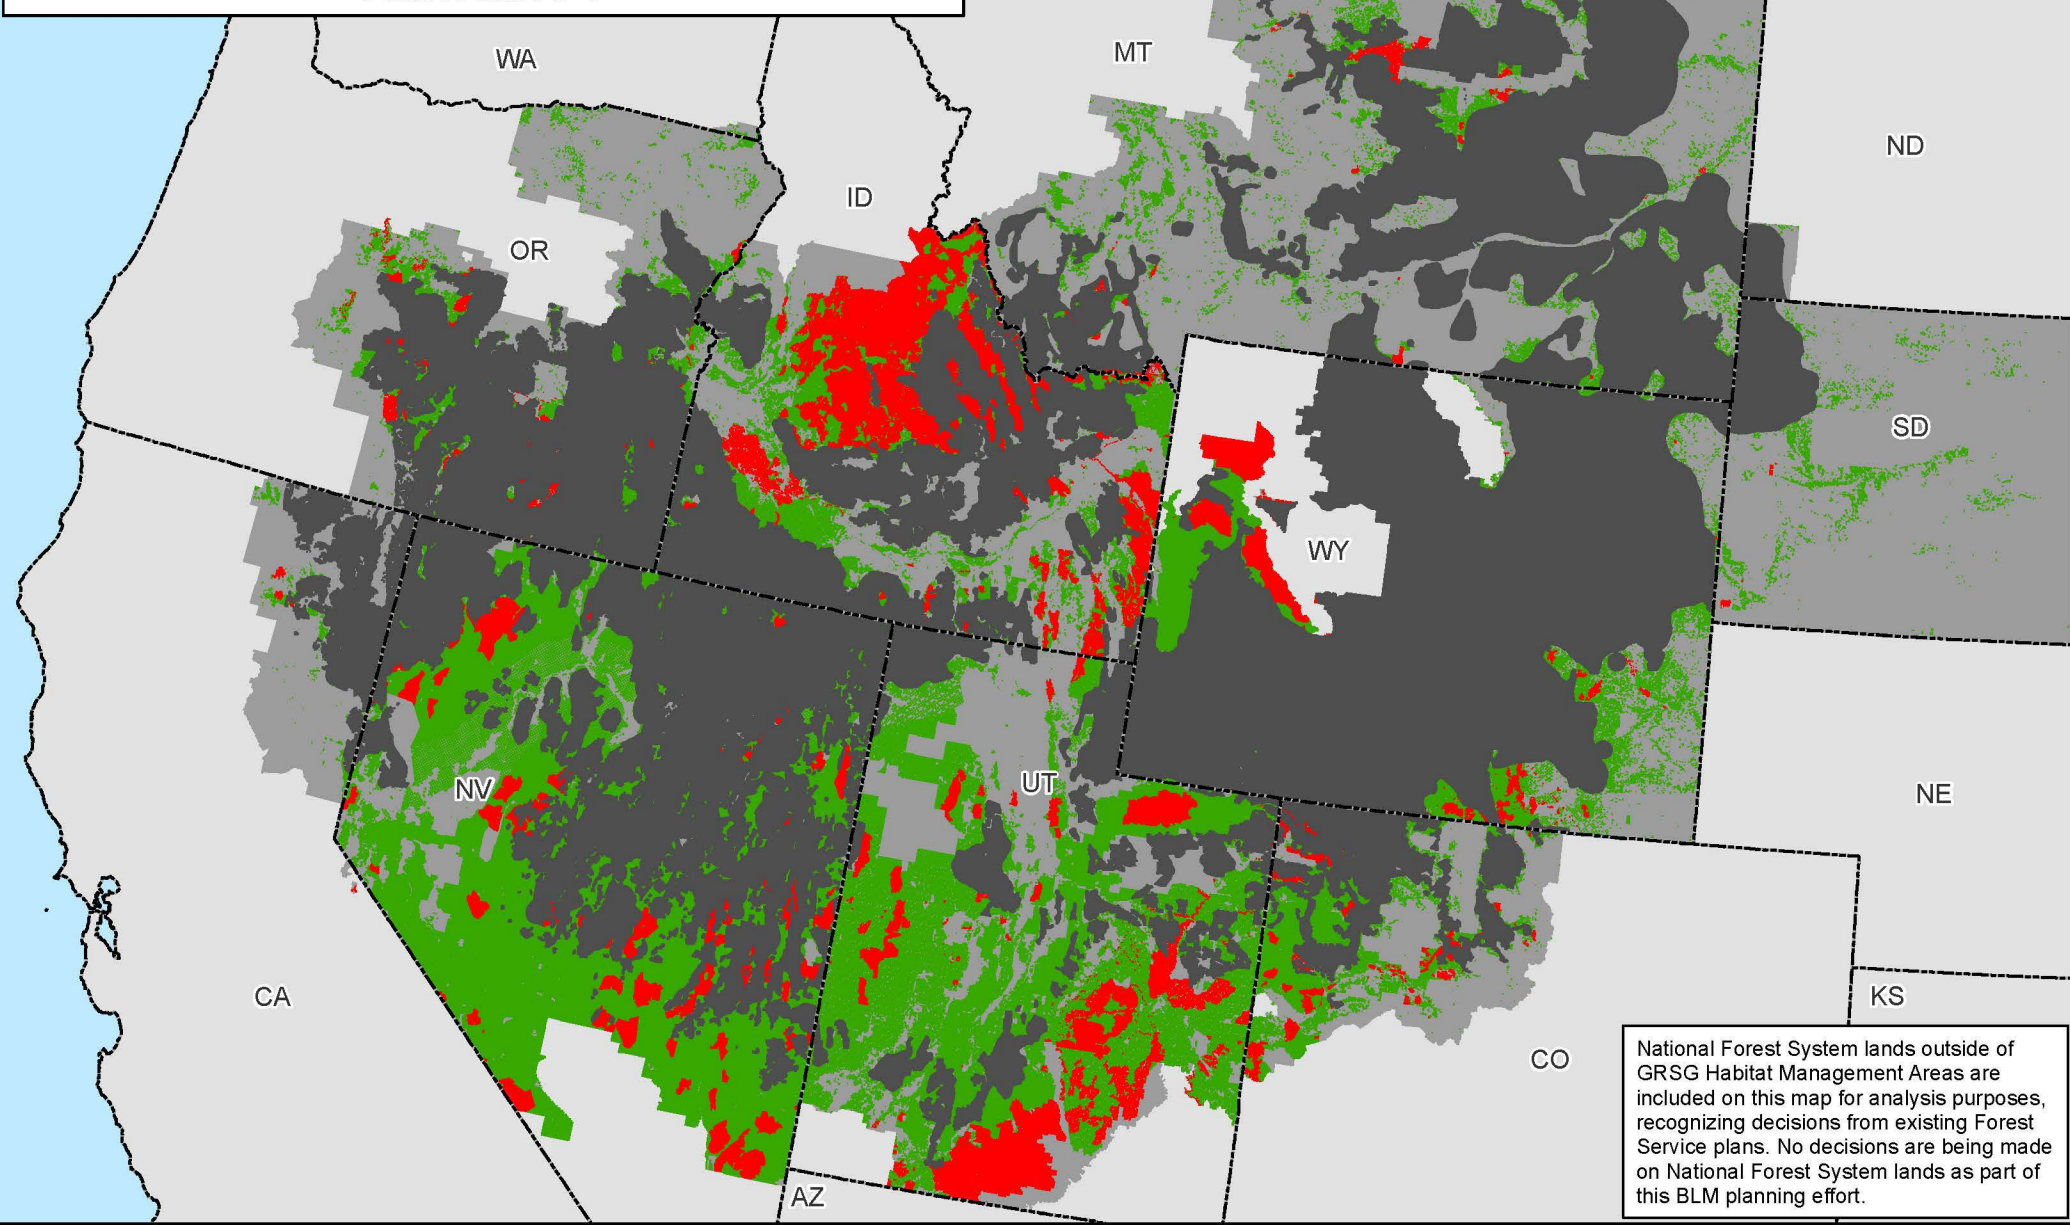 WA
MT
ND
ID
OR
SD
WY
NV
UT
NE
CA
KS
CO
AZ
National Forest System lands outside of
GRSG Habitat Management Areas are
included on this map for analysis purposes,
recognizing decisions from existing Forest
Service plans. No decisions are being made
on National Forest System lands as part of
this BLM planning effort.